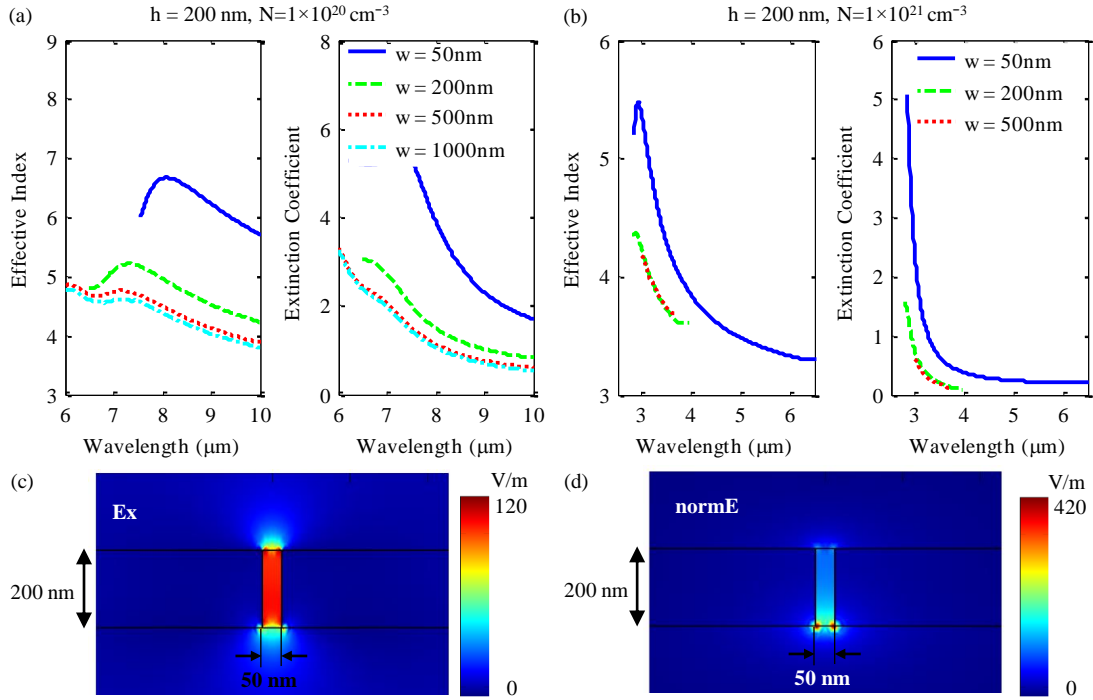 (a)
h = 200 nm, N=1×10²⁰ cm⁻³
9
8
7
6
5
4
3
6 7 8 9 10
Effective Index
Wavelength (μm)
8
6
4
2
0
6 7 8 9 10
Extinction Coefficient
Wavelength (μm)
w = 50nm
w = 200nm
w = 500nm
w = 1000nm
(b)
h = 200 nm, N=1×10²¹ cm⁻³
6
5
4
3
3 4 5 6
Effective Index
Wavelength (μm)
6
5
4
3
2
1
0
3 4 5 6
Extinction Coefficient
Wavelength (μm)
w = 50nm
w = 200nm
w = 500nm
(c)
Ex
200 nm
50 nm
V/m
120
0
(d)
normE
200 nm
50 nm
V/m
420
0